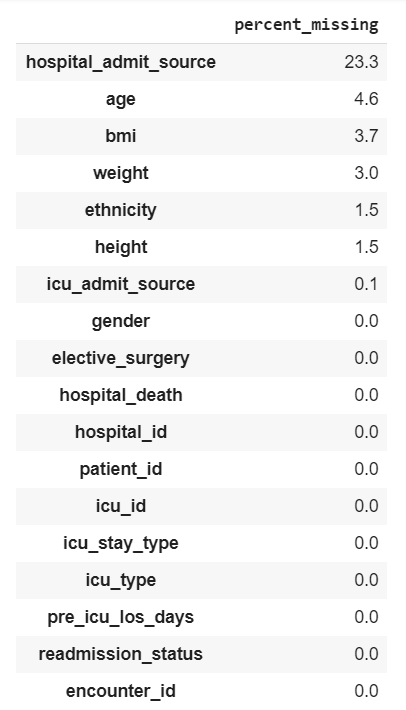 percent_missing
hospital_admit_source 23.3
age 4.6
bmi 3.7
weight 3.0
ethnicity 1.5
height 1.5
icu_admit_source 0.1
gender 0.0
elective_surgery 0.0
hospital_death 0.0
hospital_id 0.0
patient_id 0.0
icu_id 0.0
icu_stay_type 0.0
icu_type 0.0
pre_icu_los_days 0.0
readmission_status 0.0
encounter_id 0.0